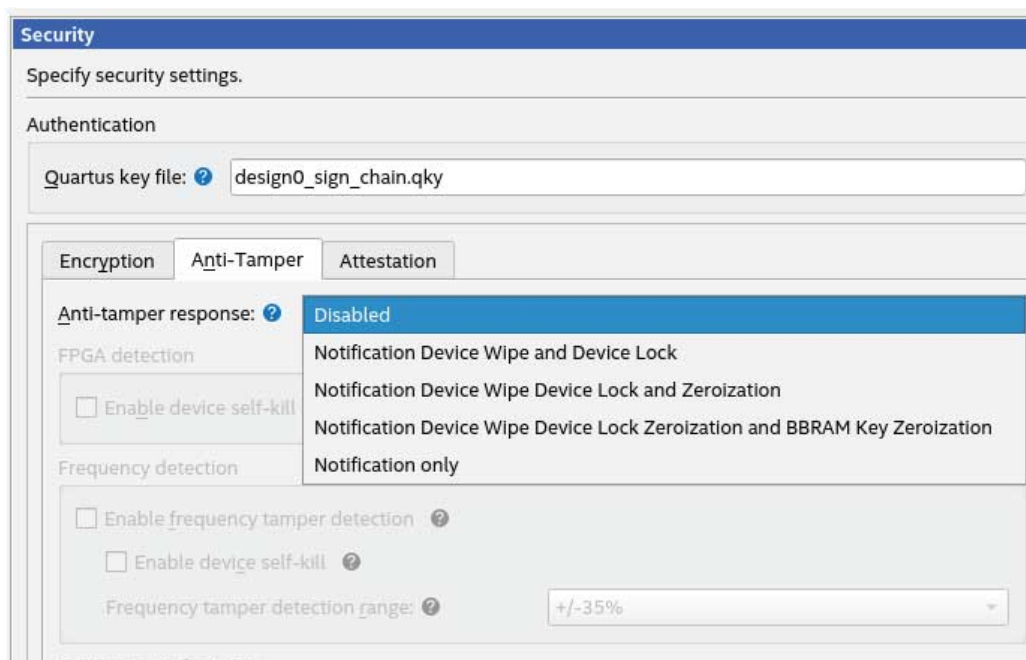 Security
Specify security settings.
Authentication
Quartus key file: ? design0_sign_chain.qky
Encryption Anti-Tamper Attestation
Anti-tamper response: ? Disabled
FPGA detection Notification Device Wipe and Device Lock
Notification Device Wipe Device Lock and Zeroization
Enable device self-kill
Notification Device Wipe Device Lock Zeroization and BBRAM Key Zeroization
Frequency detection Notification only
Enable frequency tamper detection ?
Enable device self-kill ?
Frequency tamper detection range: ? +/-35%